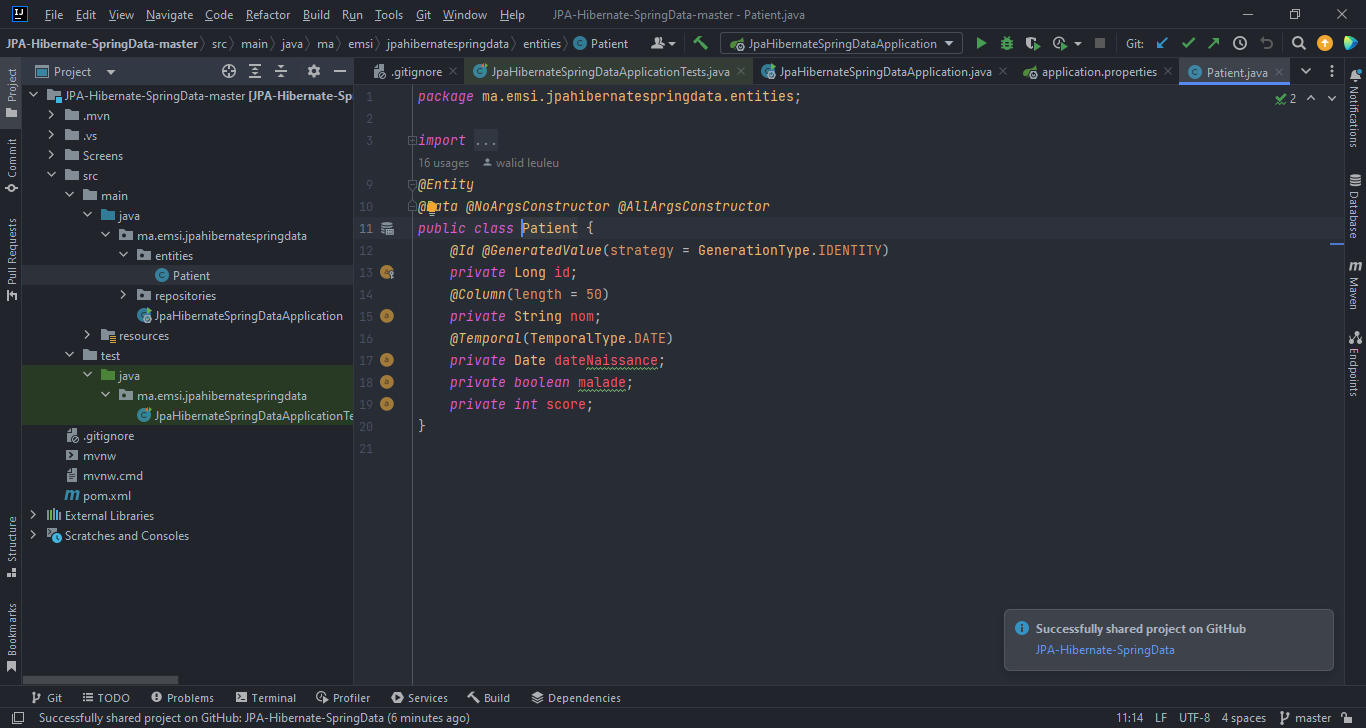 File Edit View Navigate Code Refactor Build Run Tools Git Window Help JPA-Hibernate-SpringData-master - Patient.java
JPA-Hibernate-SpringData-master src main java ma emsi jpahibernatespringdata entities Patient JpaHibernateSpringDataApplication Git:
Project
.gitignore JpaHibernateSpringDataApplicationTests.java JpaHibernateSpringDataApplication.java application.properties Patient.java
JPA-Hibernate-SpringData-master [JPA-Hibernate-Sp
.mvn
.vs
Screens
src
main
java
ma.emsi.jpahibernatespringdata
entities
Patient
repositories
JpaHibernateSpringDataApplication
resources
test
java
ma.emsi.jpahibernatespringdata
JpaHibernateSpringDataApplicationTe
.gitignore
mvnw
mvnw.cmd
pom.xml
External Libraries
Scratches and Consoles
Project
Commit
Pull Requests
Structure
Bookmarks
1 package ma.emsi.jpahibernatespringdata.entities;
2
3 import ...
16 usages walid leuleu
9 @Entity
10 @Data @NoArgsConstructor @AllArgsConstructor
11 public class Patient {
12 @Id @GeneratedValue(strategy = GenerationType.IDENTITY)
13 private Long id;
14 @Column(length = 50)
15 private String nom;
16 @Temporal(TemporalType.DATE)
17 private Date dateNaissance;
18 private boolean malade;
19 private int score;
20 }
21
2
Notifications
Database
Maven
Endpoints
Successfully shared project on GitHub
JPA-Hibernate-SpringData
Git TODO Problems Terminal Profiler Services Build Dependencies
Successfully shared project on GitHub: JPA-Hibernate-SpringData (6 minutes ago) 11:14 LF UTF-8 4 spaces master